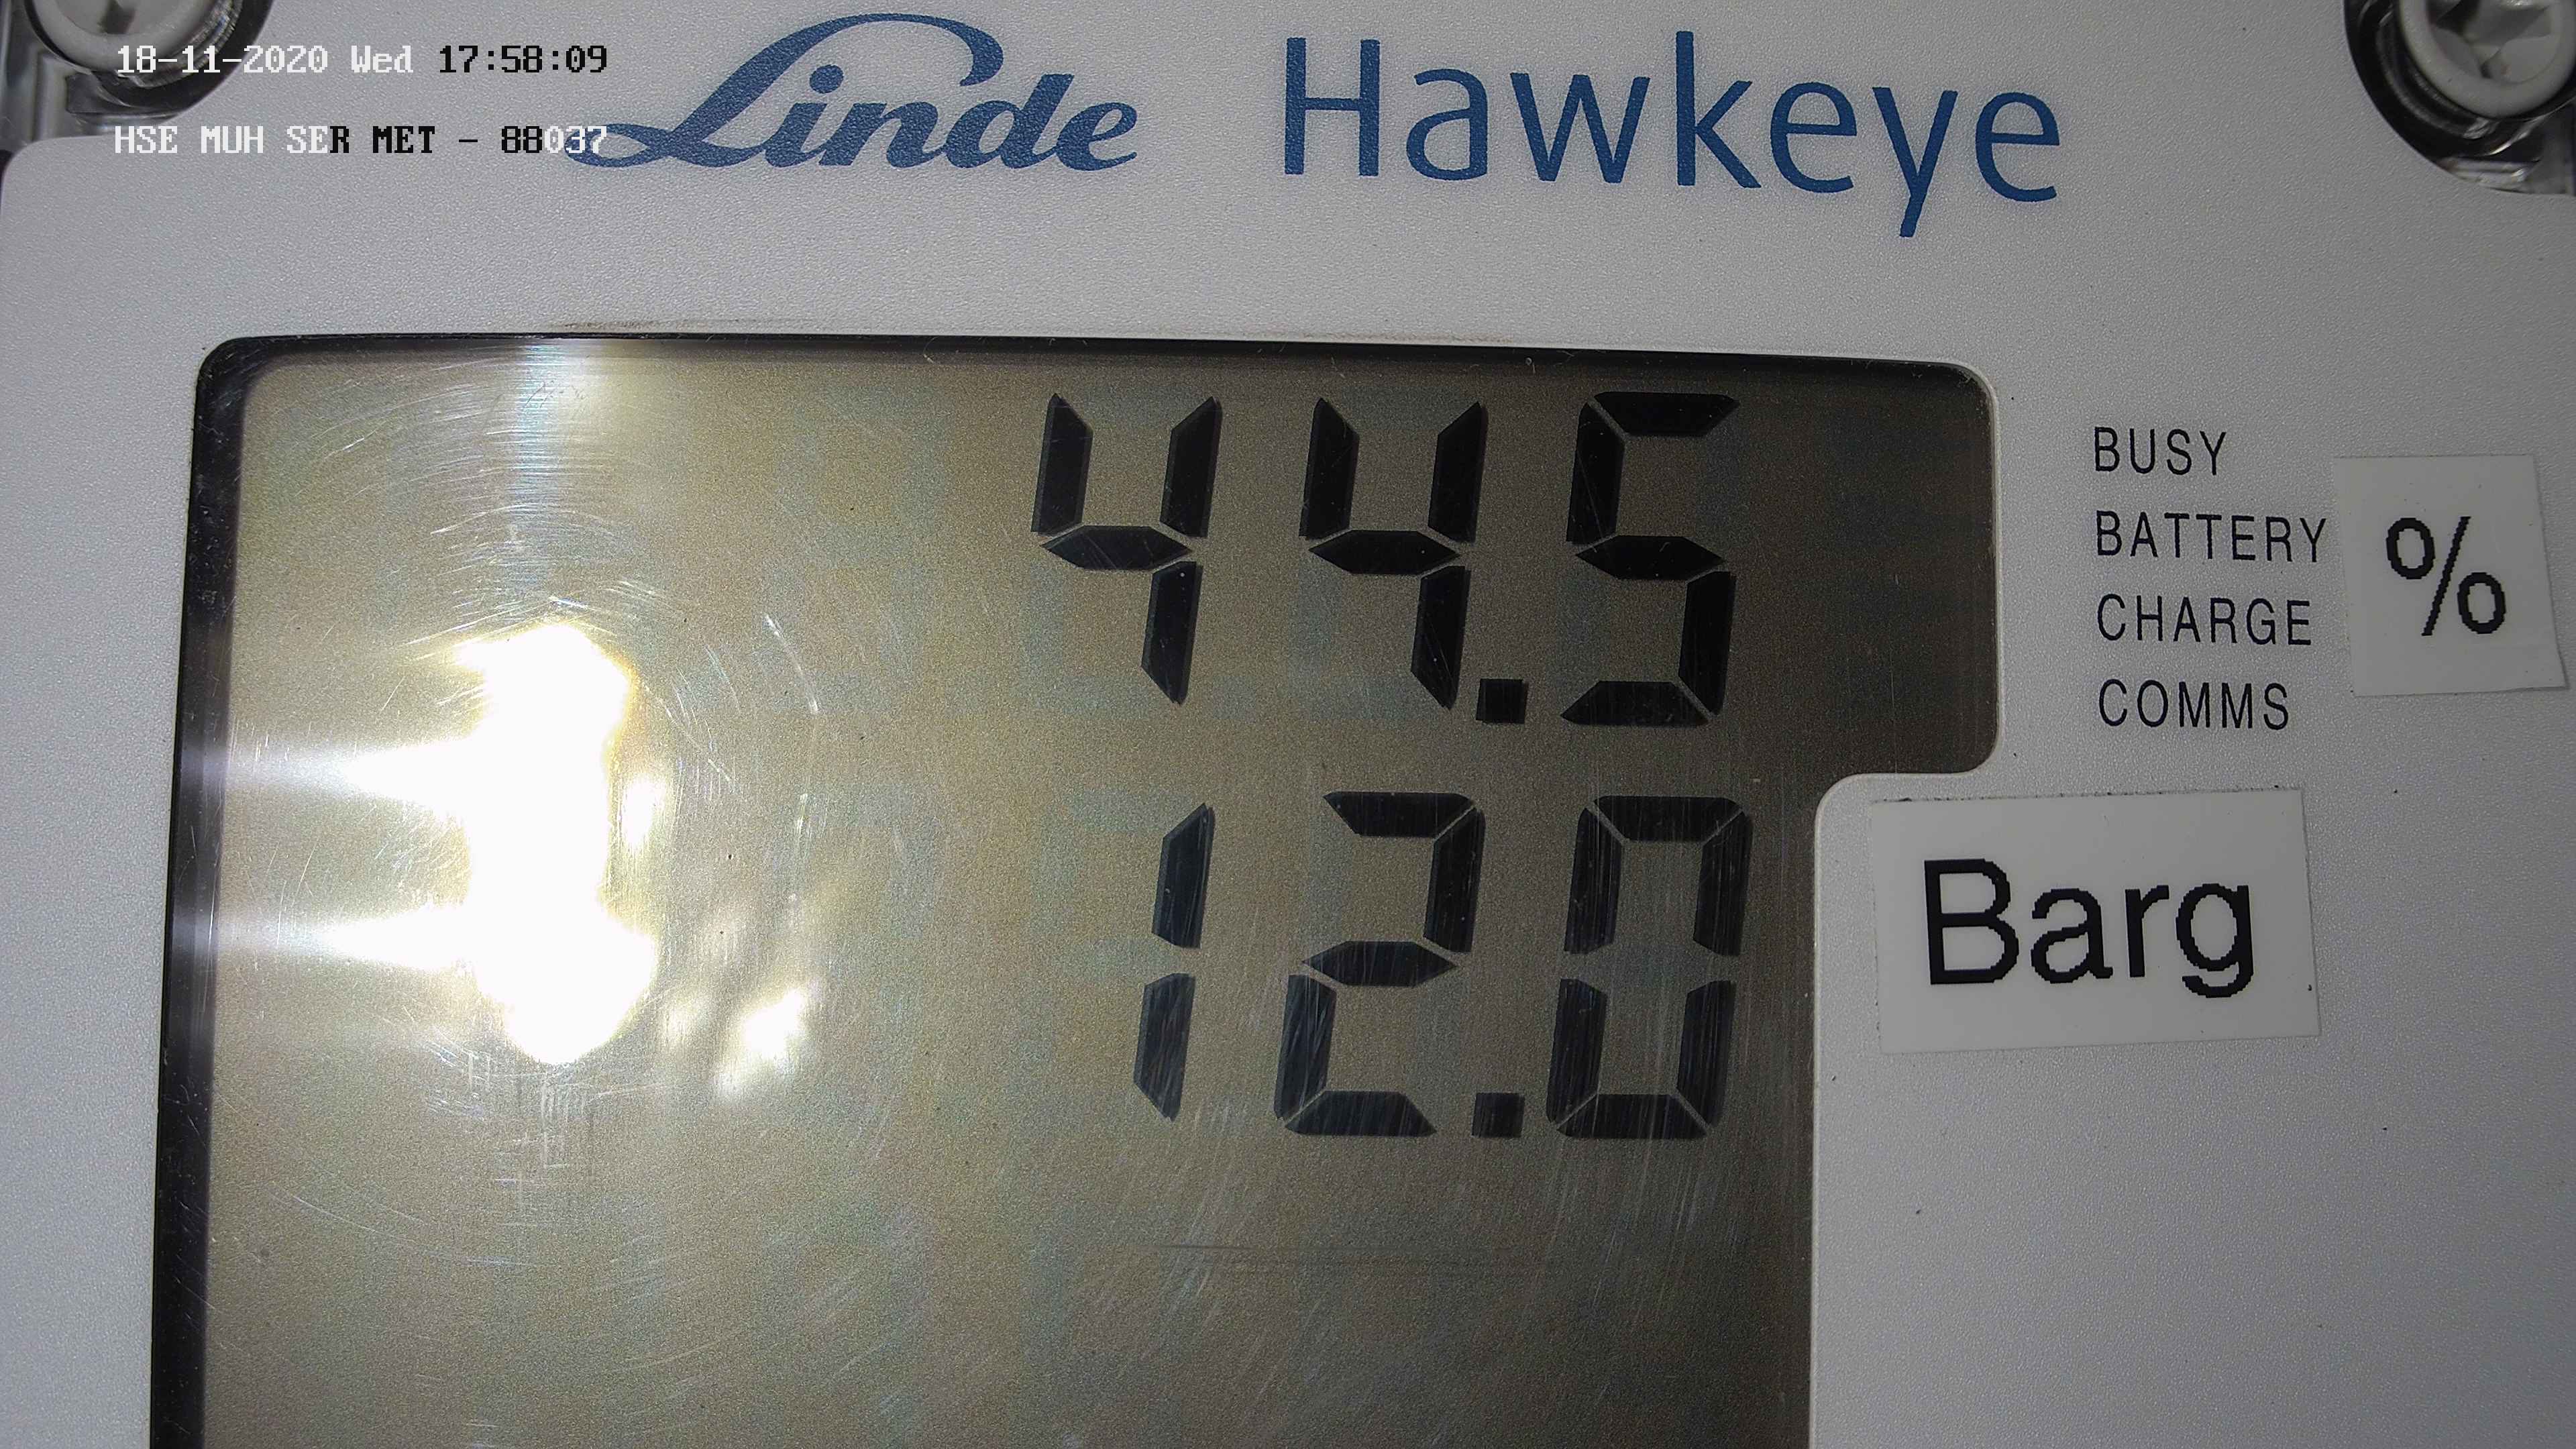 18-11-2020 Wed 17:58:09
HSE MUH SER MET - 88037
Linde Hawkeye
44.5
BUSY
BATTERY
CHARGE
COMMS
%
12.0
Barg